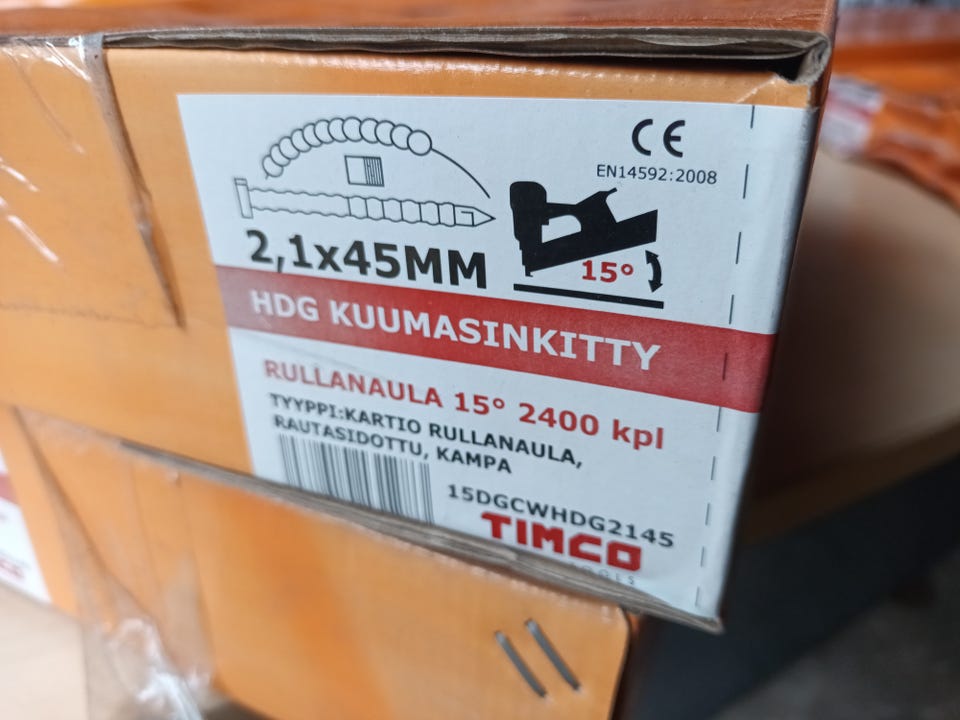 CE
EN14592:2008
2,1x45MM
15°
HDG KUUMASINKITTY
RULLANAULA 15° 2400 kpl
TYYPPI:KARTIO RULLANAULA,
RAUTASIDOTTU, KAMPA
15DGCWHDG2145
TIMCO
TOOLS